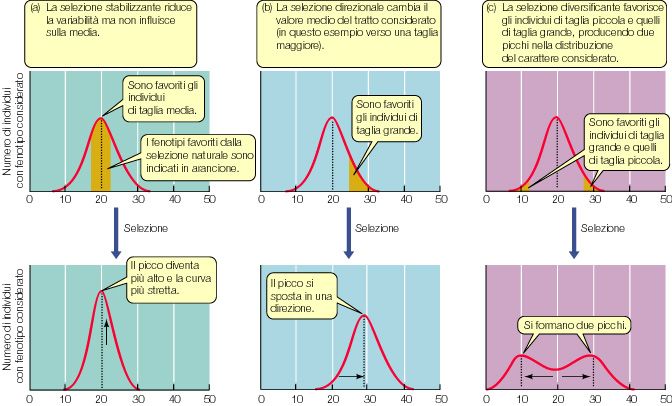 (a) La selezione stabilizzante riduce
la variabilità ma non influisce
sulla media.
(b) La selezione direzionale cambia il
valore medio del tratto considerato
(in questo esempio verso una taglia
maggiore).
(c) La selezione diversificante favorisce
gli individui di taglia piccola e quelli
di taglia grande, producendo due
picchi nella distribuzione
del carattere considerato.
Numero di individui
con fenotipo considerato
Sono favoriti gli
individui
di taglia media.
I fenotipi favoriti dalla
selezione naturale sono
indicati in arancione.
0 10 20 30 40 50
Sono favoriti
gli individui di
taglia grande.
0 10 20 30 40 50
Sono favoriti gli
individui di taglia
grande e quelli
di taglia piccola.
0 10 20 30 40 50
Selezione
Selezione
Selezione
Numero di individui
con fenotipo considerato
Il picco diventa
più alto e la curva
più stretta.
0 10 20 30 40 50
Il picco si
sposta in una
direzione.
0 10 20 30 40 50
Si formano due picchi.
0 10 20 30 40 50